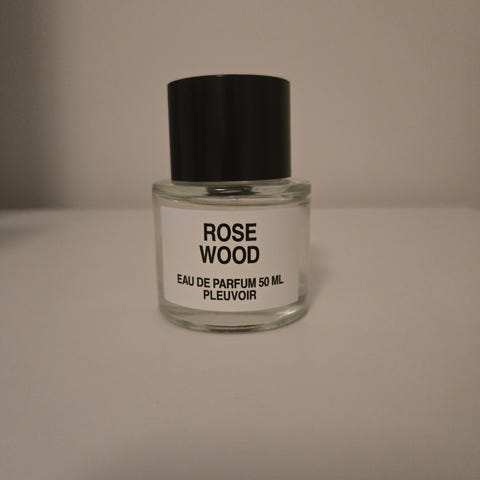 ROSE
WOOD
EAU DE PARFUM 50 ML
PLEUVOIR